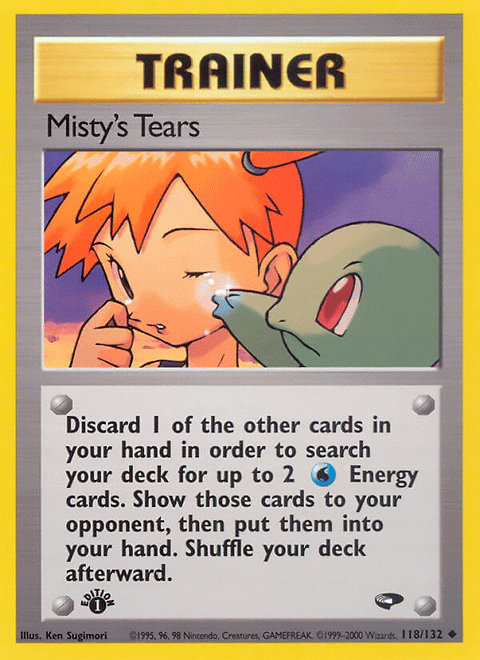 TRAINER
Misty's Tears
Discard 1 of the other cards in
your hand in order to search
your deck for up to 2 Energy
cards. Show those cards to your
opponent, then put them into
your hand. Shuffle your deck
afterward.
EDITION
1
Illus. Ken Sugimori ©1995, 96, 98 Nintendo, Creatures, GAMEFREAK. ©1999-2000 Wizards. 118/132